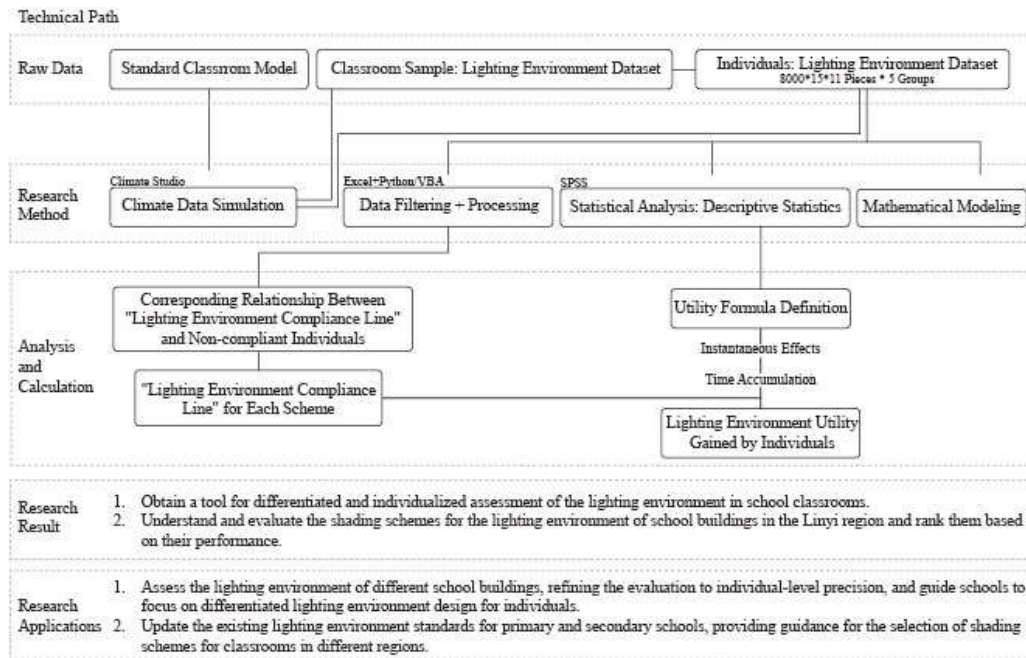 Technical Path
Raw Data
Standard Classrom Model
Classroom Sample: Lighting Environment Dataset
Individuals: Lighting Environment Dataset
8000*15*11 Pieces * 5 Groups
Research
Method
Climate Studio
Climate Data Simulation
Excel+Python/VBA
Data Filtering + Processing
SPSS
Statistical Analysis: Descriptive Statistics
Mathematical Modeling
Analysis
and
Calculation
Corresponding Relationship Between
"Lighting Environment Compliance Line"
and Non-compliant Individuals
"Lighting Environment Compliance
Line" for Each Scheme
Utility Formula Definition
Instantaneous Effects
Time Accumulation
Lighting Environment Utility
Gained by Individuals
Research
Result
1. Obtain a tool for differentiated and individualized assessment of the lighting environment in school classrooms.
2. Understand and evaluate the shading schemes for the lighting environment of school buildings in the Linyi region and rank them based
on their performance.
Research
Applications
1. Assess the lighting environment of different school buildings, refining the evaluation to individual-level precision, and guide schools to
focus on differentiated lighting environment design for individuals.
2. Update the existing lighting environment standards for primary and secondary schools, providing guidance for the selection of shading
schemes for classrooms in different regions.